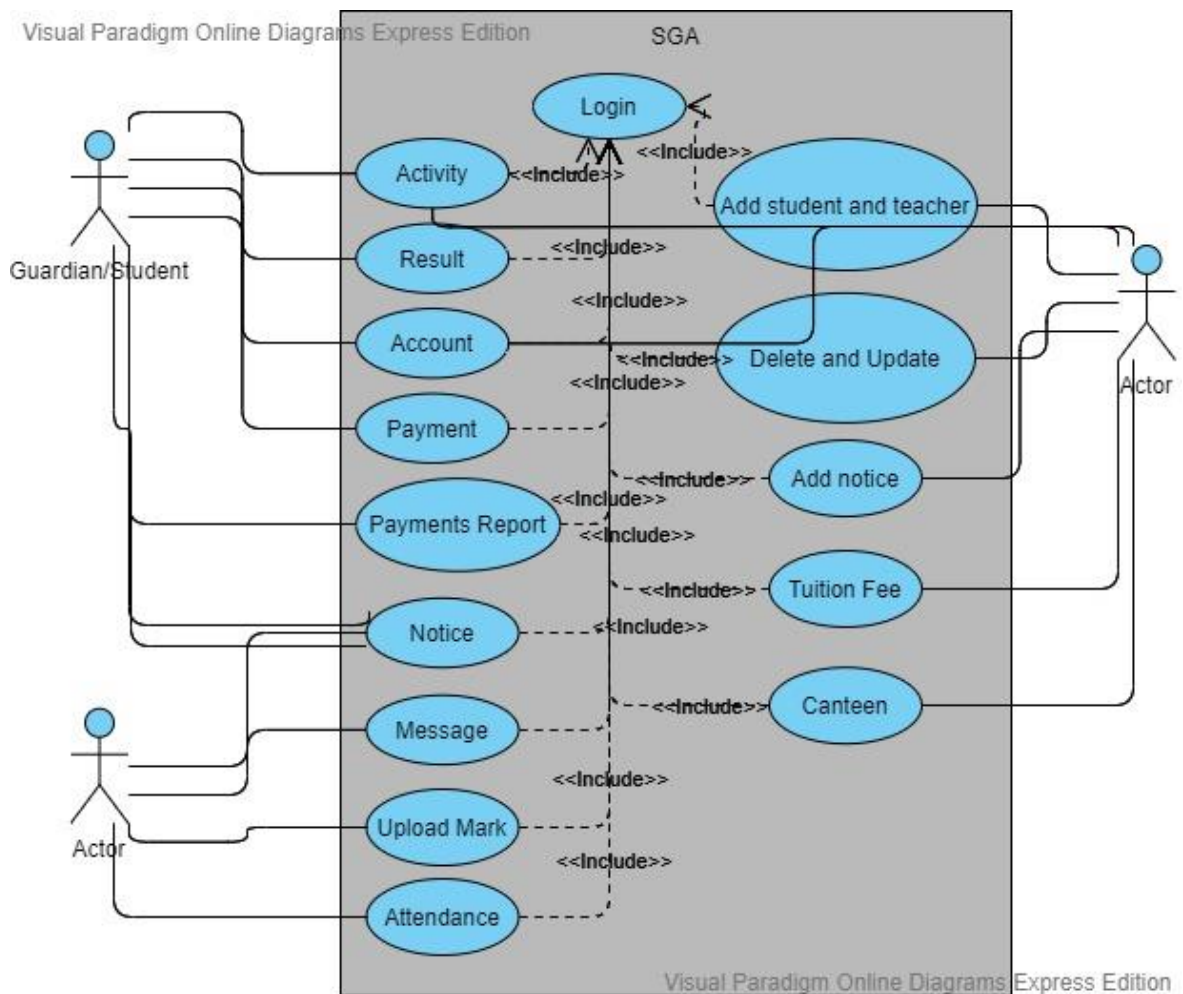 Visual Paradigm Online Diagrams Express Edition
SGA
Login
<<Include>>
Activity
<<Include>>
Add student and teacher
<<Include>>
Result
Guardian/Student
<<Include>>
Account
<<Include>>
Delete and Update
<<Include>>
Actor
Payment
<<Include>>
Add notice
<<Include>>
Payments Report
<<Include>>
<<Include>>
Tuition Fee
<<Include>>
Notice
<<Include>>
Canteen
Message
<<Include>>
Upload Mark
Actor
<<Include>>
Attendance
Visual Paradigm Online Diagrams Express Edition